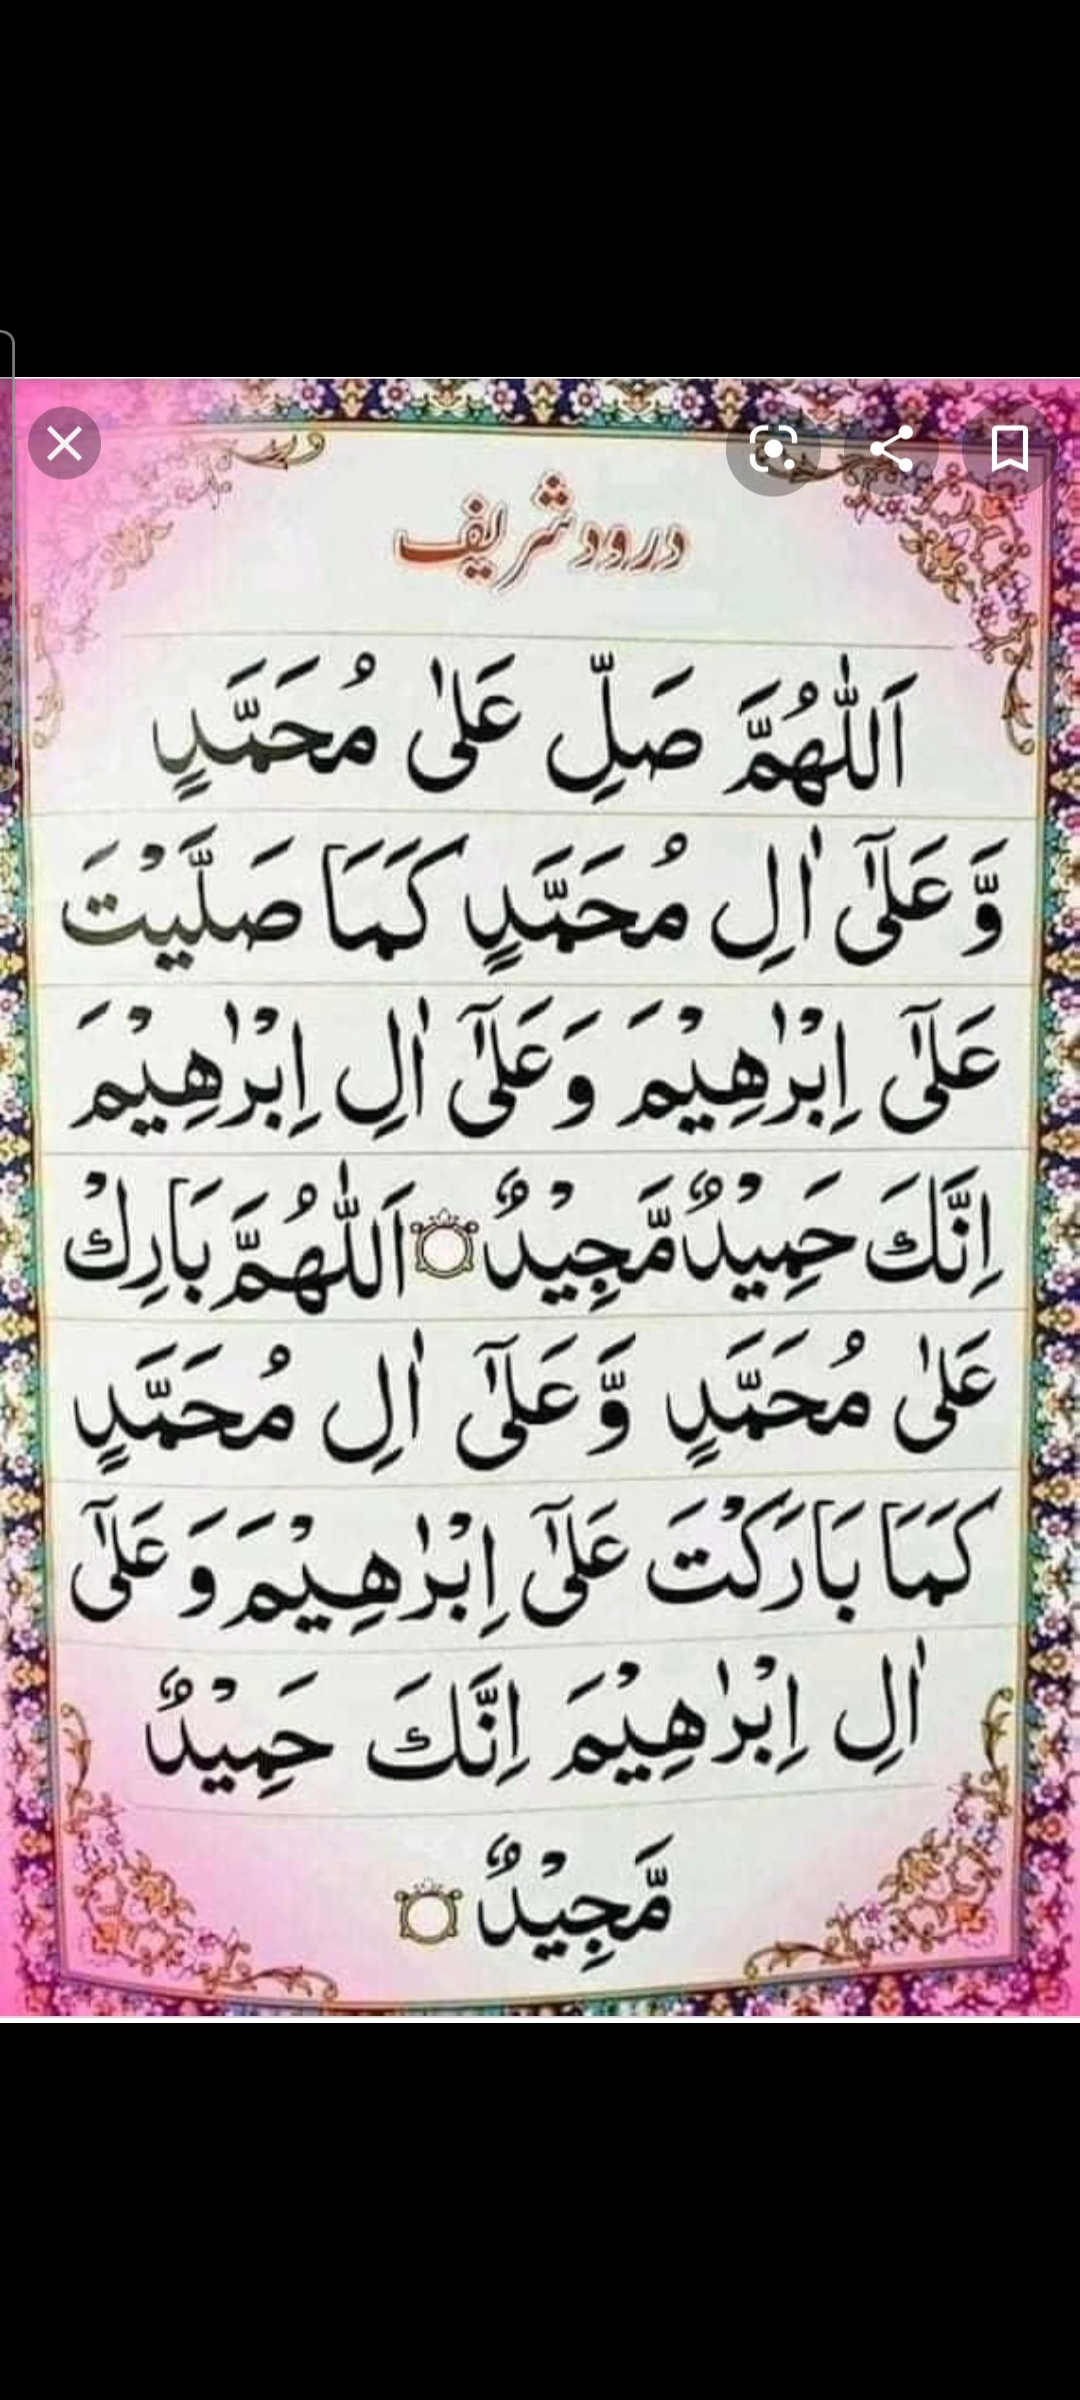 درود شریف
اَللّٰهُمَّ صَلِّ عَلٰى مُحَمَّدٍ
وَّ عَلٰۤى اٰلِ مُحَمَّدٍ كَمَا صَلَّيْتَ
عَلٰۤى اِبْرٰهِيْمَ وَ عَلٰۤى اٰلِ اِبْرٰهِيْمَ
اِنَّكَ حَمِيْدٌ مَّجِيْدٌ ۝ اَللّٰهُمَّ بَارِكْ
عَلٰى مُحَمَّدٍ وَّ عَلٰۤى اٰلِ مُحَمَّدٍ
كَمَا بَارَكْتَ عَلٰۤى اِبْرٰهِيْمَ وَ عَلٰۤى
اٰلِ اِبْرٰهِيْمَ اِنَّكَ حَمِيْدٌ
مَّجِيْدٌ ۝